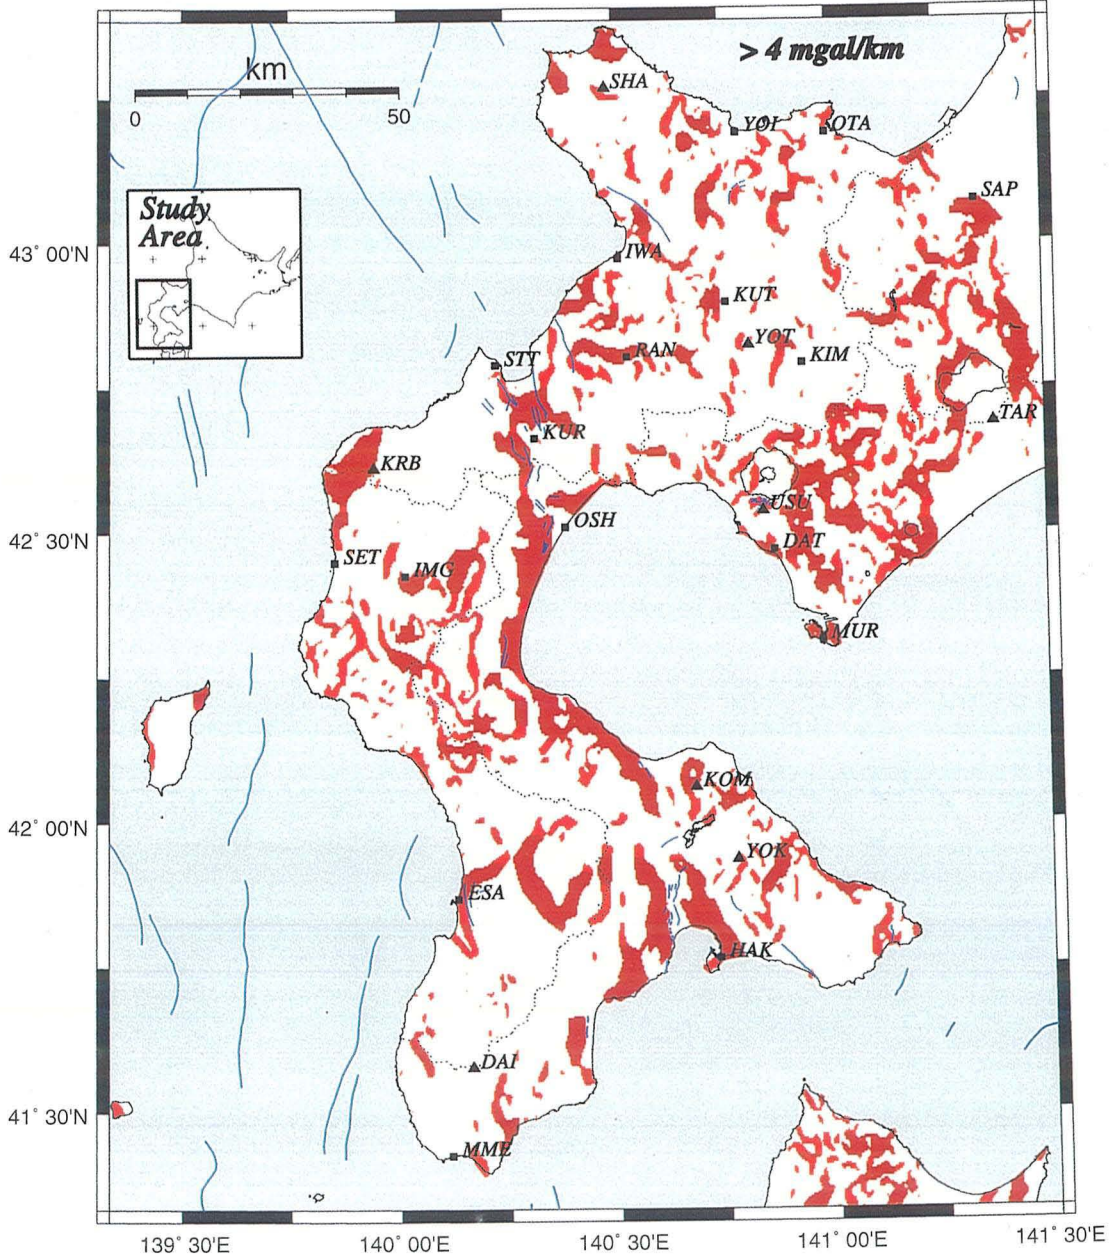 > 4 mgal/km
km
0
50
SHA
YOI
OTA
SAP
Study
Area
43° 00'N
IWA
KUT
YOT
KIM
RAN
STT
TAR
KUR
KRB
USU
OSH
42° 30'N
DAT
SET
IMG
MUR
KOM
42° 00'N
YOK
ESA
HAK
DAI
41° 30'N
MME
139° 30'E
140° 00'E
140° 30'E
141° 00'E
141° 30'E